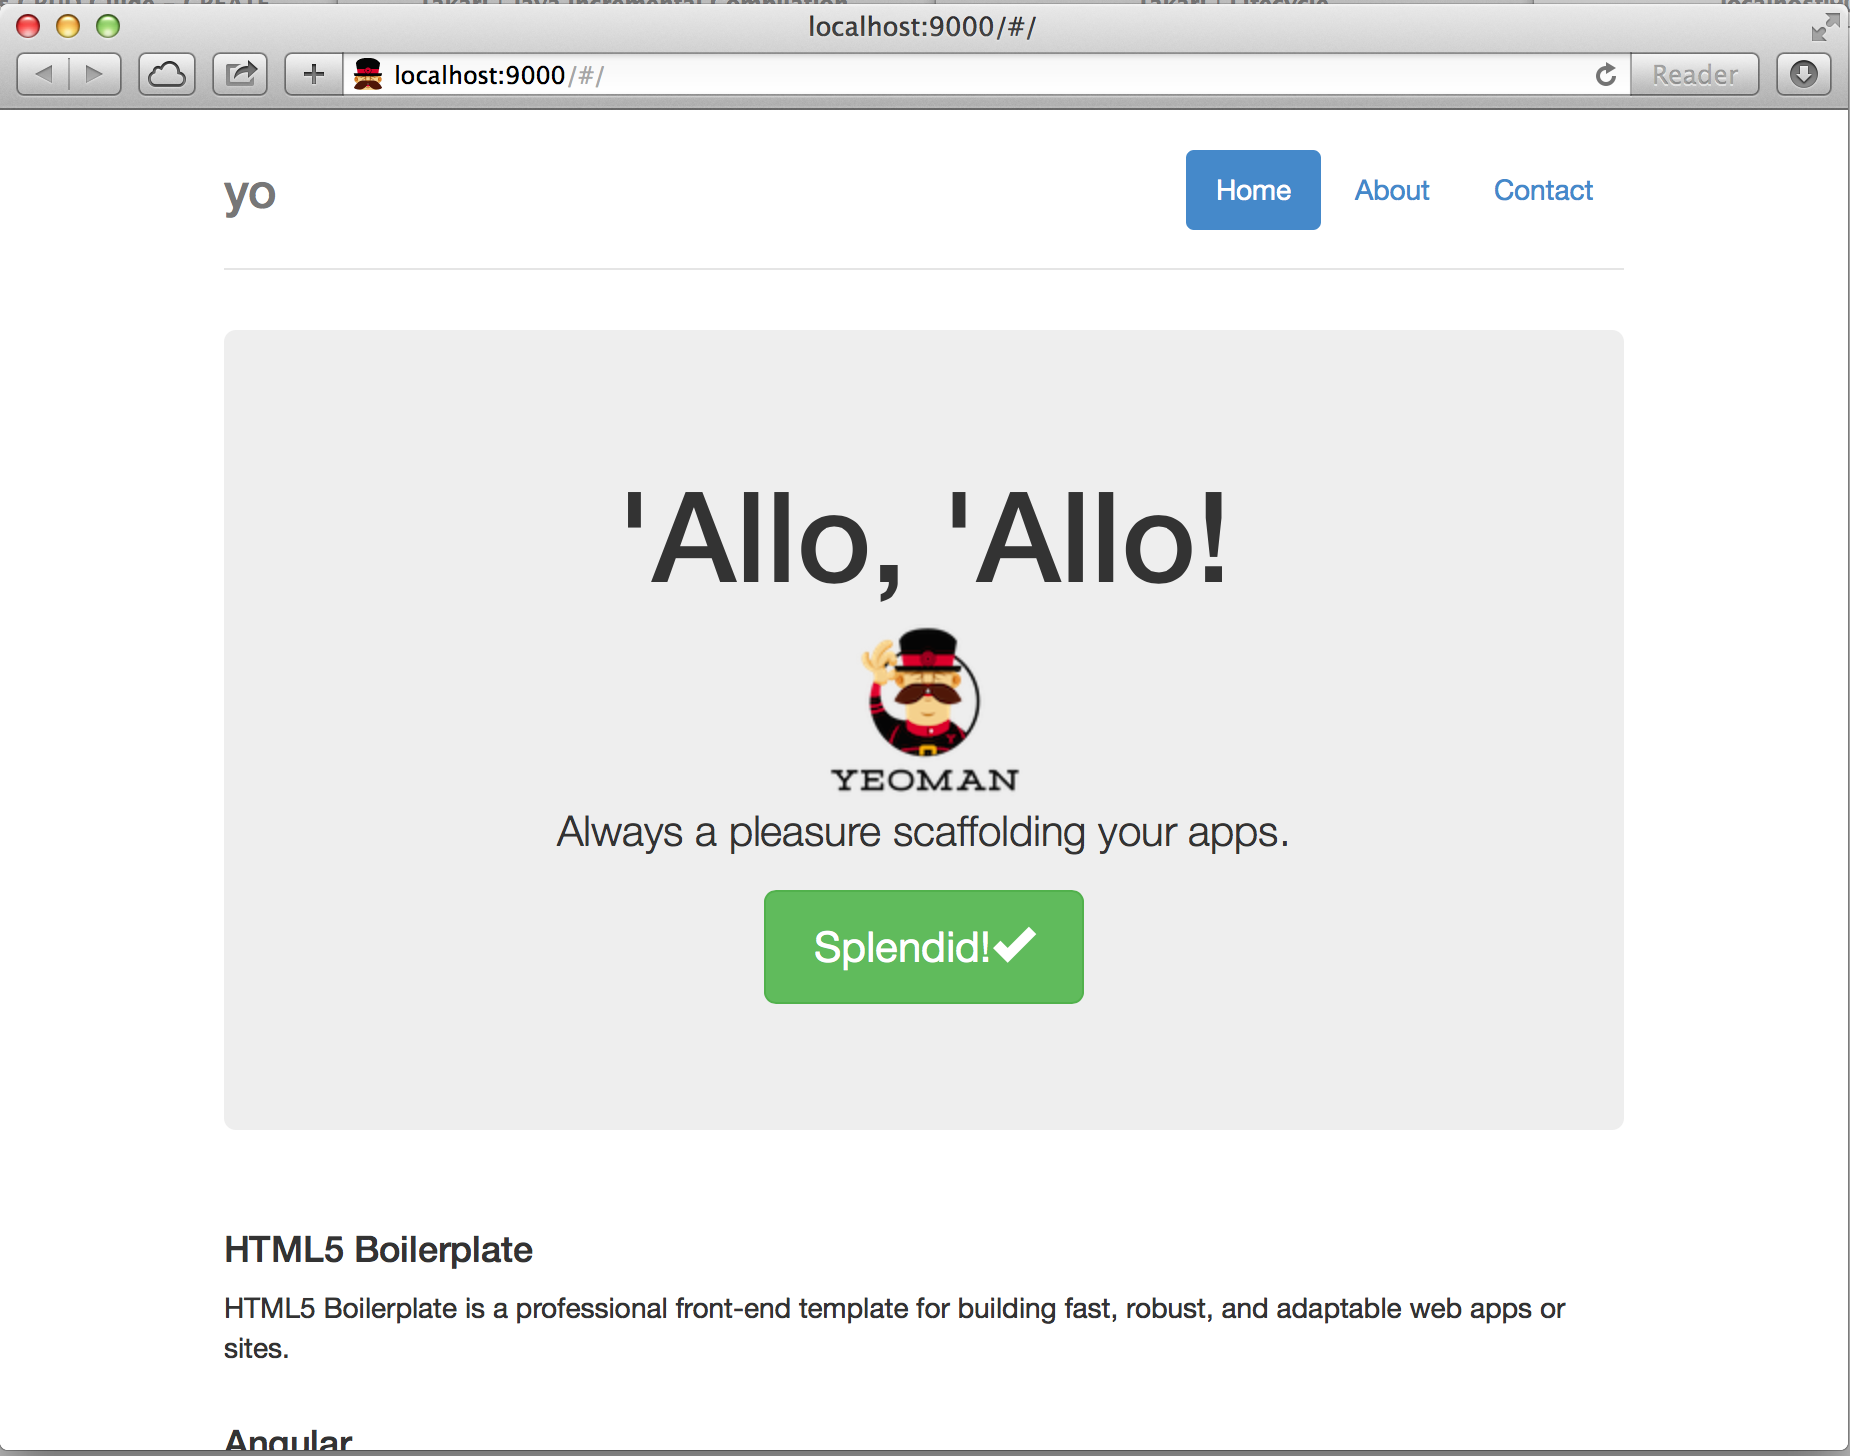 localhost:9000/#/
localhost:9000/#/
Reader
yo
Home
About
Contact
'Allo, 'Allo!
YEOMAN
Always a pleasure scaffolding your apps.
Splendid!
HTML5 Boilerplate
HTML5 Boilerplate is a professional front-end template for building fast, robust, and adaptable web apps or
sites.
Angular